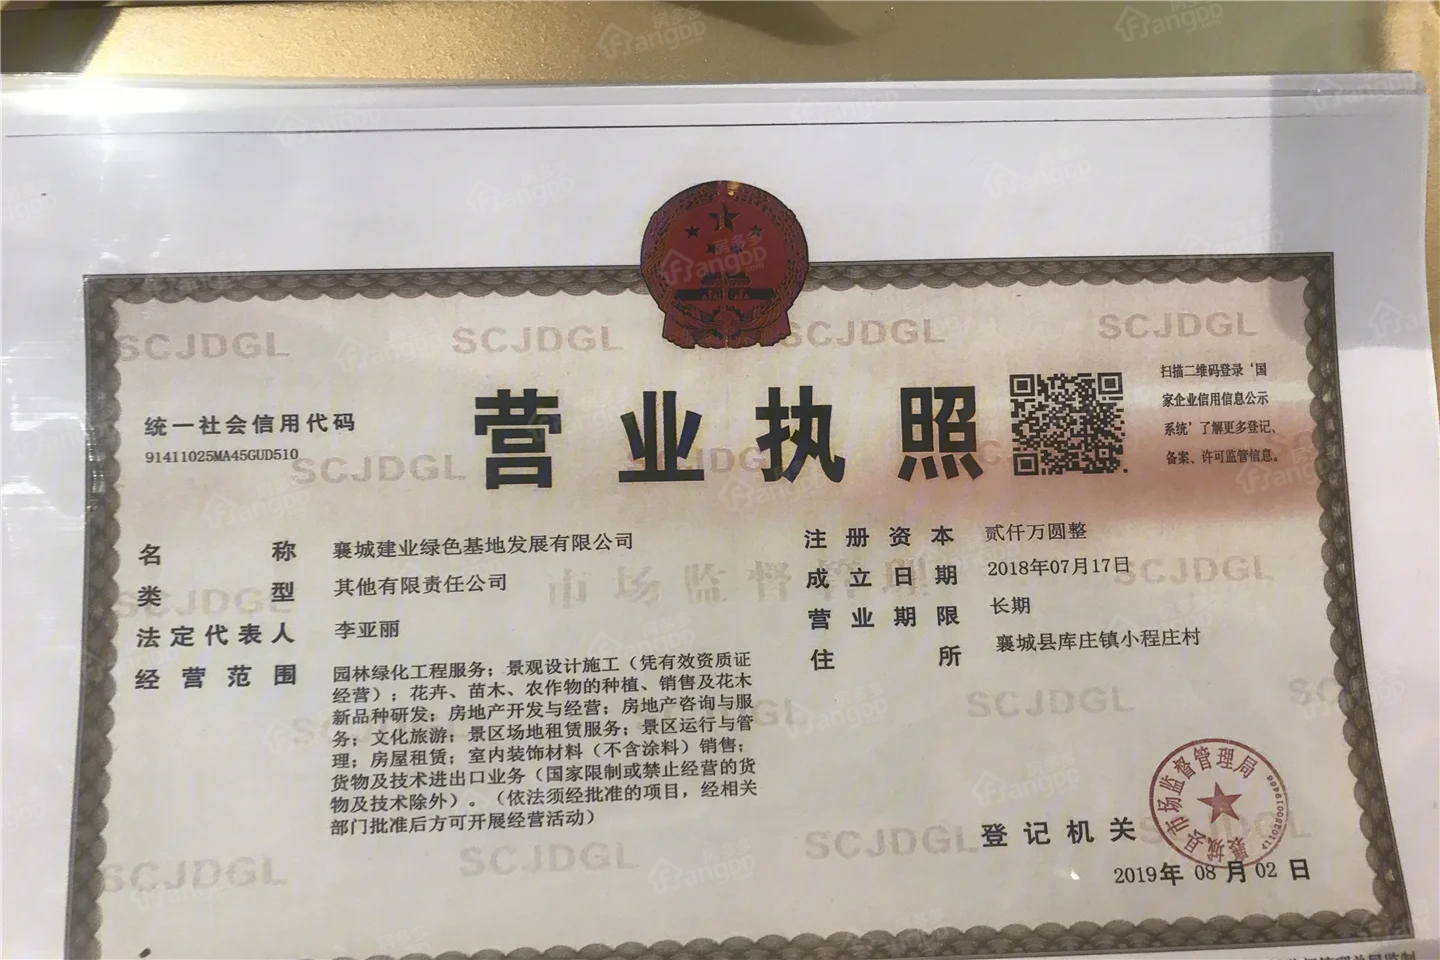 营业执照
统一社会信用代码
91411025MA45GUD510
扫描二维码登录‘国
家企业信用信息公示
系统’了解更多登记、
备案、许可监管信息。
名称 襄城建业绿色基地发展有限公司
类型 其他有限责任公司
法定代表人 李亚丽
经营范围 园林绿化工程服务；景观设计施工（凭有效资质证
经营）；花卉、苗木、农作物的种植、销售及花木
新品种研发；房地产开发与经营；房地产咨询与服
务；文化旅游；景区场地租赁服务；景区运行与管
理；房屋租赁；室内装饰材料（不含涂料）销售；
货物及技术进出口业务（国家限制或禁止经营的货
物及技术除外）。（依法须经批准的项目，经相关
部门批准后方可开展经营活动）
注册资本 贰仟万圆整
成立日期 2018年07月17日
营业期限 长期
住所 襄城县库庄镇小程庄村
登记机关
2019年08月02日
襄城县市场监督管理局
市场监督管理
SCJDGL
房多多
FangDD.com